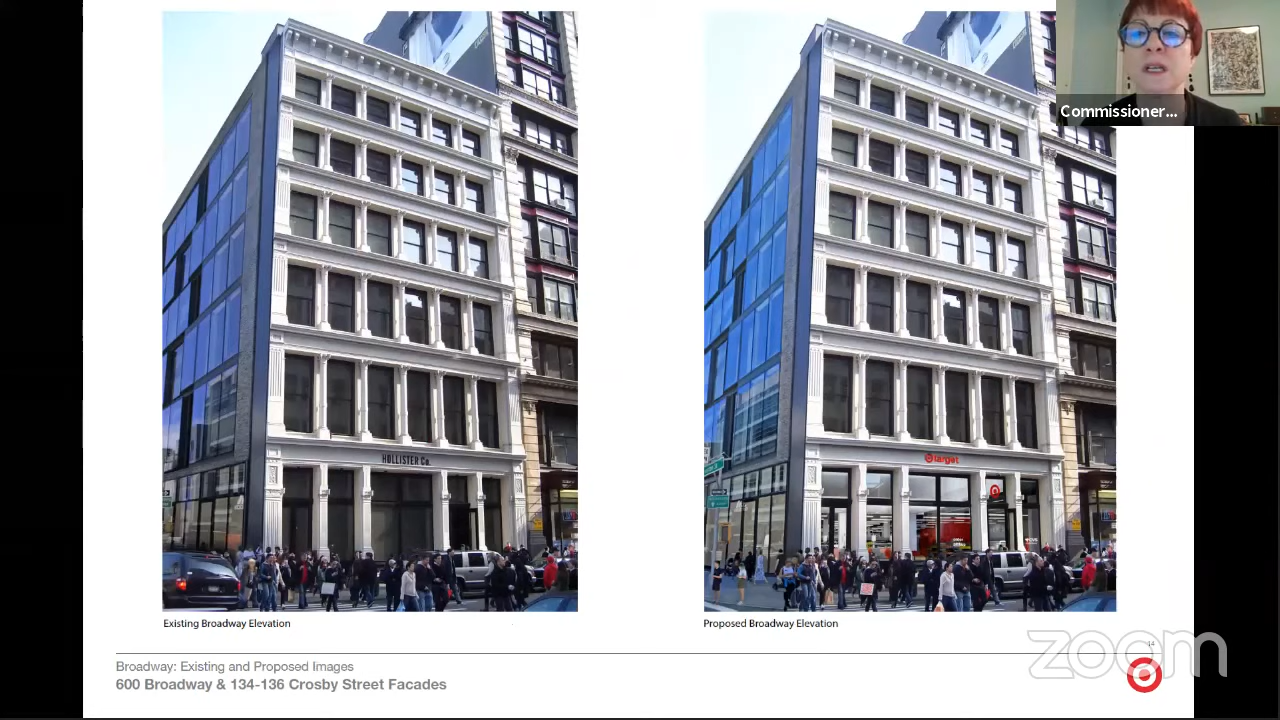 Commissioner...
HOLLISTER Co.
target
Existing Broadway Elevation
Proposed Broadway Elevation
14
Broadway: Existing and Proposed Images
600 Broadway & 134-136 Crosby Street Facades
zoom